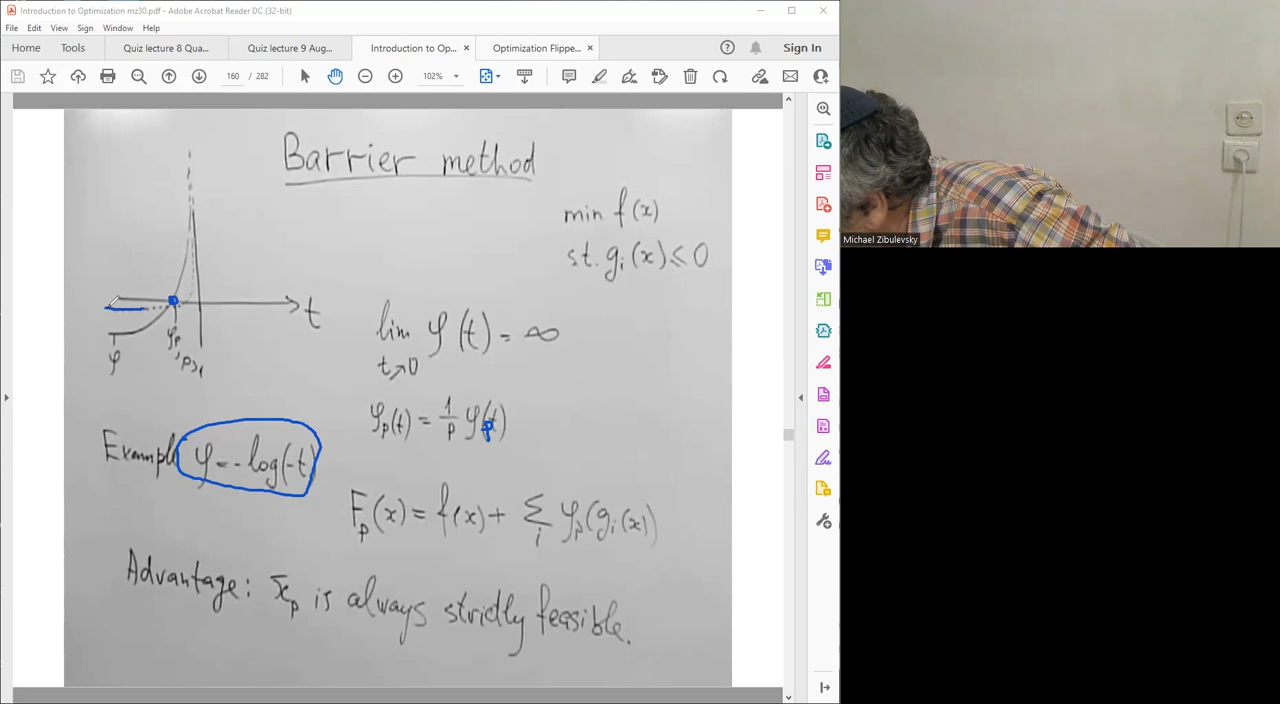 Introduction to Optimization mz30.pdf - Adobe Acrobat Reader DC (32-bit)
File Edit View Sign Window Help
Home Tools Quiz lecture 8 Qua... Quiz lecture 9 Aug... Introduction to Op... × Optimization Flippe... × Sign In
160 / 282 102%
Barrier method
min f(x)
st. gᵢ(x) ≤ 0
t
φ φₚ, p>1
lim φ(t) = ∞
t↗0
φₚ(t) = 1/p φ(pt)
Example φ = -log(-t)
Fₚ(x) = f(x) + Σᵢ φₚ(gᵢ(x))
Advantage: x̄ₚ is always strictly feasible.
Michael Zibulevsky